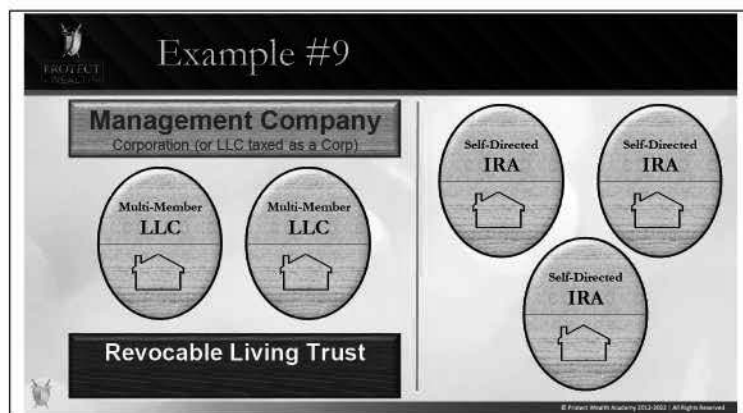 PROTECT
WEALTH
Example #9
Management Company
Corporation (or LLC taxed as a Corp)
Multi-Member
LLC
Multi-Member
LLC
Revocable Living Trust
Self-Directed
IRA
Self-Directed
IRA
Self-Directed
IRA
© Protect Wealth Academy 2012-2022 | All Rights Reserved